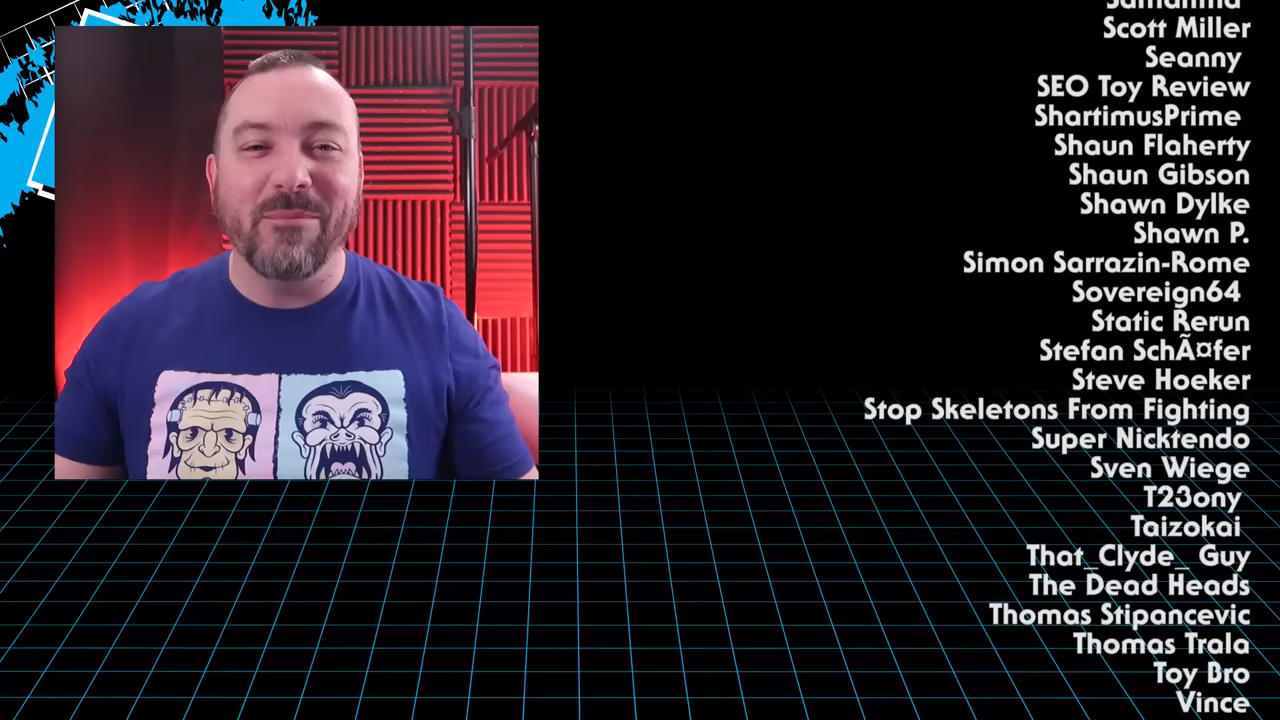 Samantha
Scott Miller
Seanny
SEO Toy Review
ShartimusPrime
Shaun Flaherty
Shaun Gibson
Shawn Dylke
Shawn P.
Simon Sarrazin-Rome
Sovereign64
Static Rerun
Stefan SchÃ¤fer
Steve Hoeker
Stop Skeletons From Fighting
Super Nicktendo
Sven Wiege
T23ony
Taizokai
That_Clyde_ Guy
The Dead Heads
Thomas Stipancevic
Thomas Trala
Toy Bro
Vince